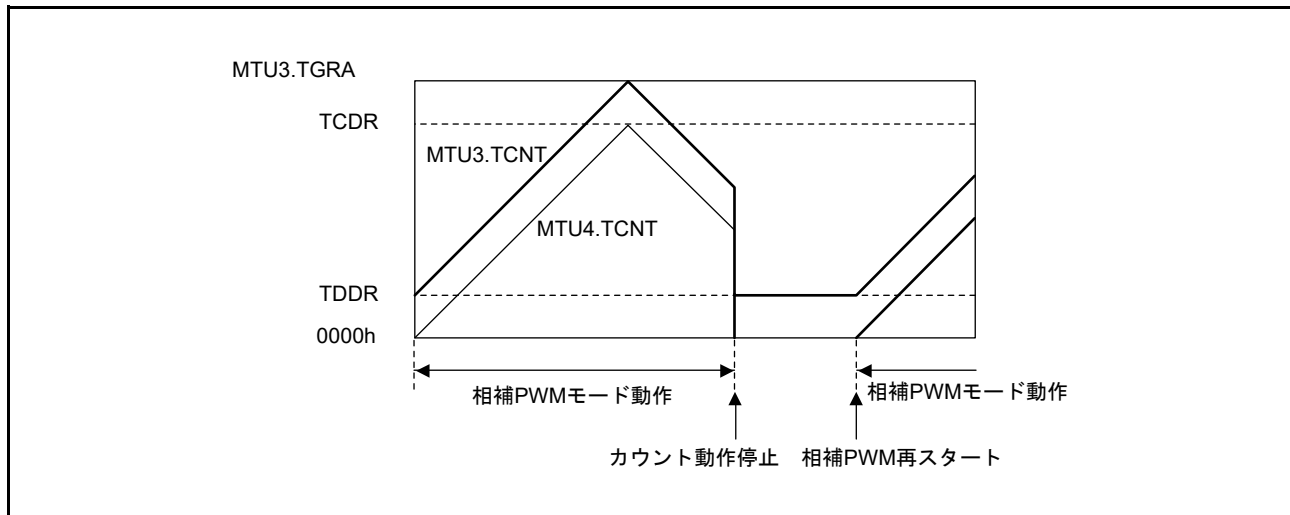 MTU3.TGRA
TCDR
MTU3.TCNT
MTU4.TCNT
TDDR
0000h
相補PWMモード動作
相補PWMモード動作
カウント動作停止
相補PWM再スタート